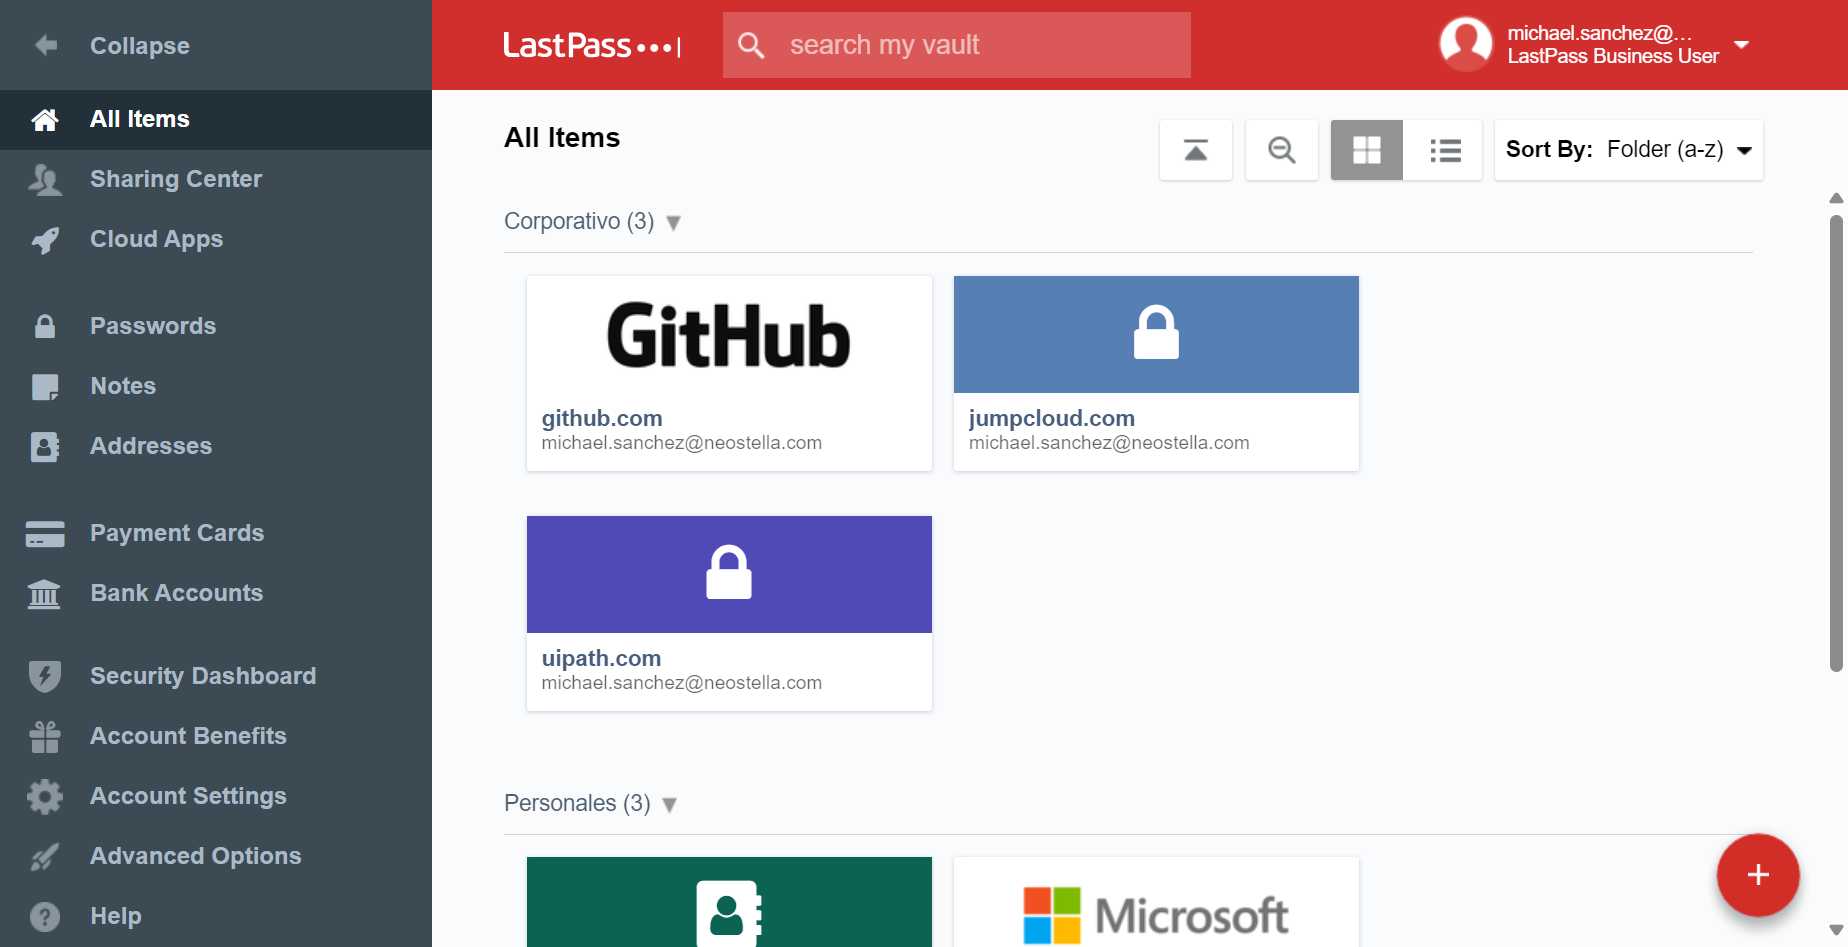 Collapse
All Items
Sharing Center
Cloud Apps
Passwords
Notes
Addresses
Payment Cards
Bank Accounts
Security Dashboard
Account Benefits
Account Settings
Advanced Options
Help
LastPass
search my vault
michael.sanchez@...
LastPass Business User
All Items
Sort By: Folder (a-z)
Corporativo (3)
GitHub
github.com
michael.sanchez@neostella.com
jumpcloud.com
michael.sanchez@neostella.com
uipath.com
michael.sanchez@neostella.com
Personales (3)
Microsoft